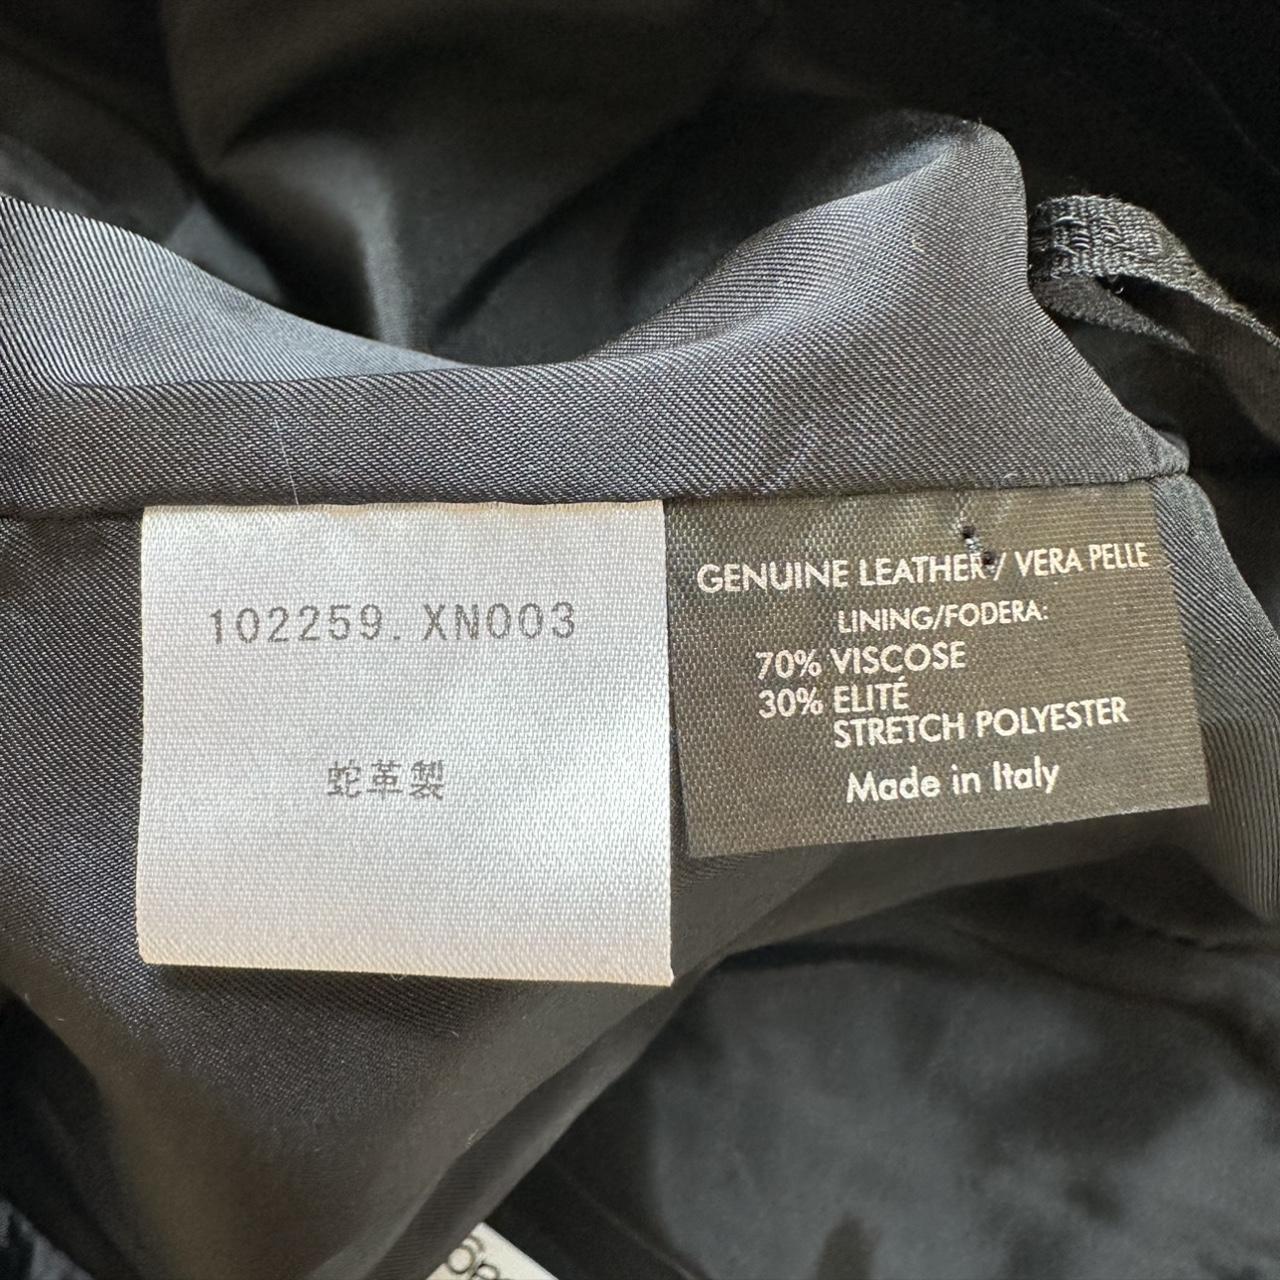 102259.XN003
蛇革製
GENUINE LEATHER / VERA PELLE
LINING/FODERA:
70% VISCOSE
30% ELITÉ
STRETCH POLYESTER
Made in Italy